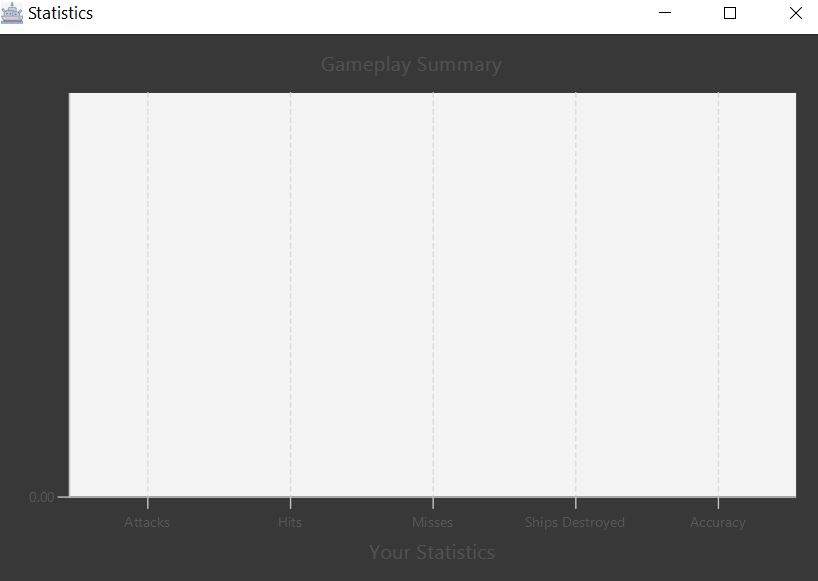 Statistics
Gameplay Summary
0.00
Attacks Hits Misses Ships Destroyed Accuracy
Your Statistics